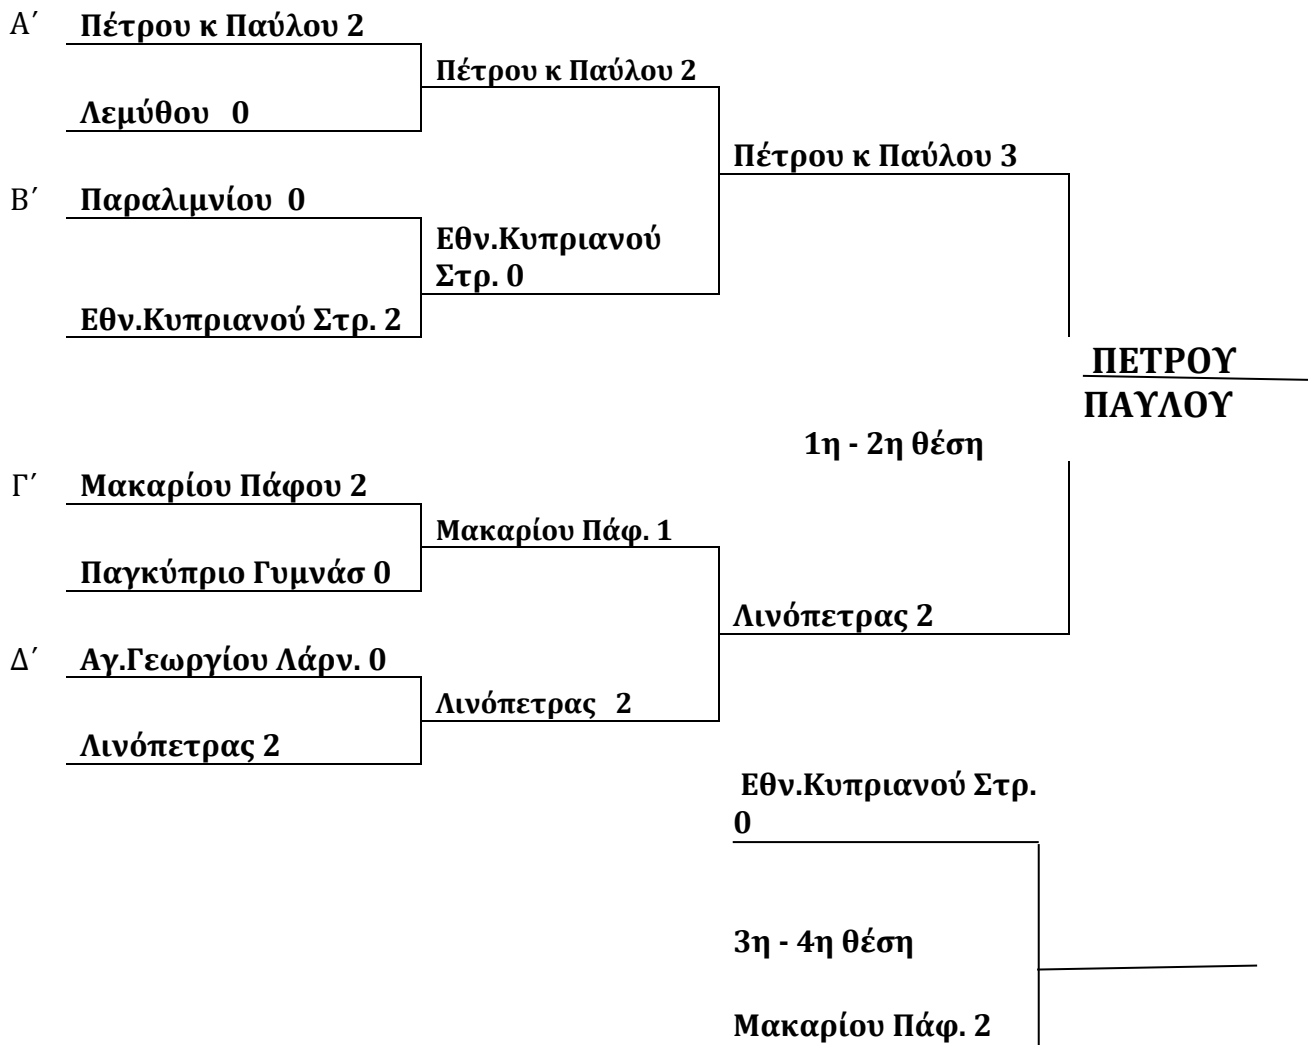 Α΄ Πέτρου κ Παύλου 2
Πέτρου κ Παύλου 2
Λεμύθου 0
Πέτρου κ Παύλου 3
Β΄ Παραλιμνίου 0
Εθν.Κυπριανού
Στρ. 0
Εθν.Κυπριανού Στρ. 2
ΠΕΤΡΟΥ
ΠΑΥΛΟΥ
1η - 2η θέση
Γ΄ Μακαρίου Πάφου 2
Μακαρίου Πάφ. 1
Παγκύπριο Γυμνάσ 0
Λινόπετρας 2
Δ΄ Αγ.Γεωργίου Λάρν. 0
Λινόπετρας 2
Λινόπετρας 2
Εθν.Κυπριανού Στρ.
0
3η - 4η θέση
Μακαρίου Πάφ. 2